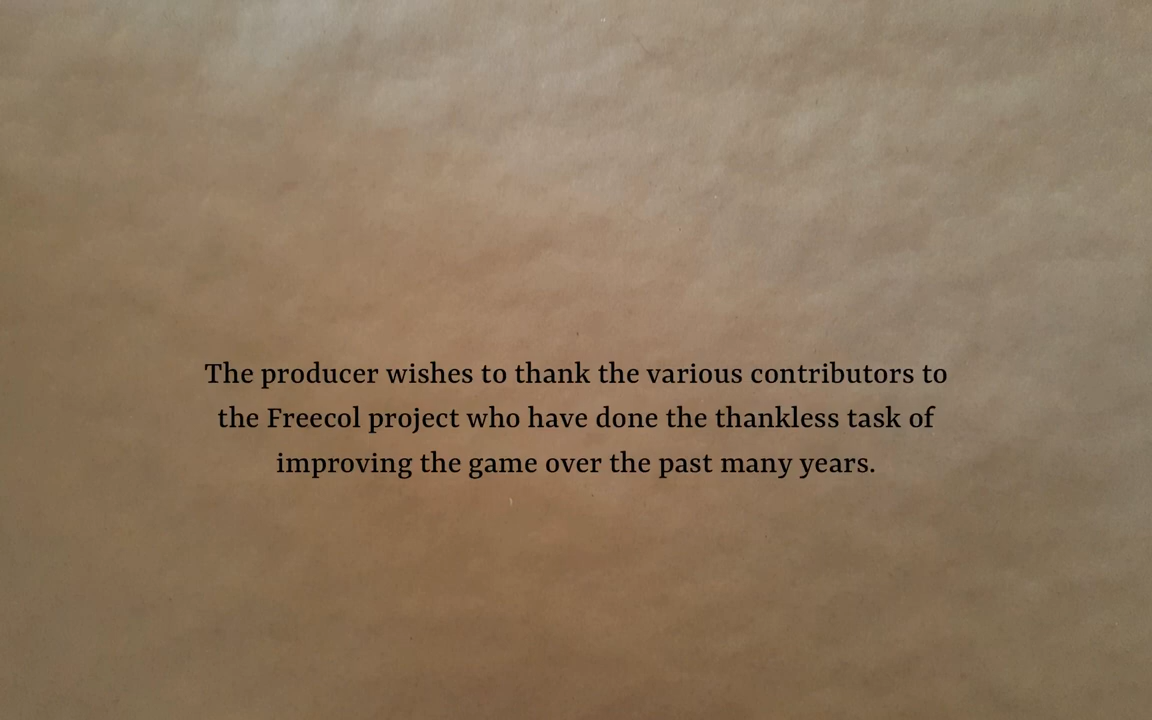 The producer wishes to thank the various contributors to
the Freecol project who have done the thankless task of
improving the game over the past many years.